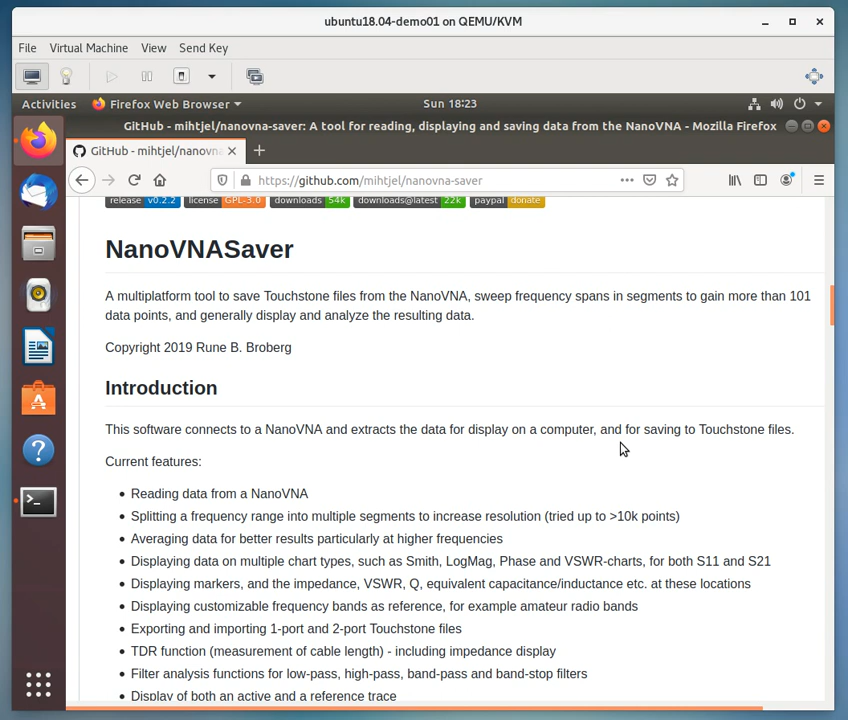 ubuntu18.04-demo01 on QEMU/KVM
File Virtual Machine View Send Key
Activities Firefox Web Browser Sun 18:23
GitHub - mihtjel/nanovna-saver: A tool for reading, displaying and saving data from the NanoVNA - Mozilla Firefox
GitHub - mihtjel/nanovna
https://github.com/mihtjel/nanovna-saver
release v0.2.2 license GPL-3.0 downloads 54k downloads@latest 22k paypal donate
NanoVNASaver
A multiplatform tool to save Touchstone files from the NanoVNA, sweep frequency spans in segments to gain more than 101
data points, and generally display and analyze the resulting data.
Copyright 2019 Rune B. Broberg
Introduction
This software connects to a NanoVNA and extracts the data for display on a computer, and for saving to Touchstone files.
Current features:
• Reading data from a NanoVNA
• Splitting a frequency range into multiple segments to increase resolution (tried up to >10k points)
• Averaging data for better results particularly at higher frequencies
• Displaying data on multiple chart types, such as Smith, LogMag, Phase and VSWR-charts, for both S11 and S21
• Displaying markers, and the impedance, VSWR, Q, equivalent capacitance/inductance etc. at these locations
• Displaying customizable frequency bands as reference, for example amateur radio bands
• Exporting and importing 1-port and 2-port Touchstone files
• TDR function (measurement of cable length) - including impedance display
• Filter analysis functions for low-pass, high-pass, band-pass and band-stop filters
• Display of both an active and a reference trace